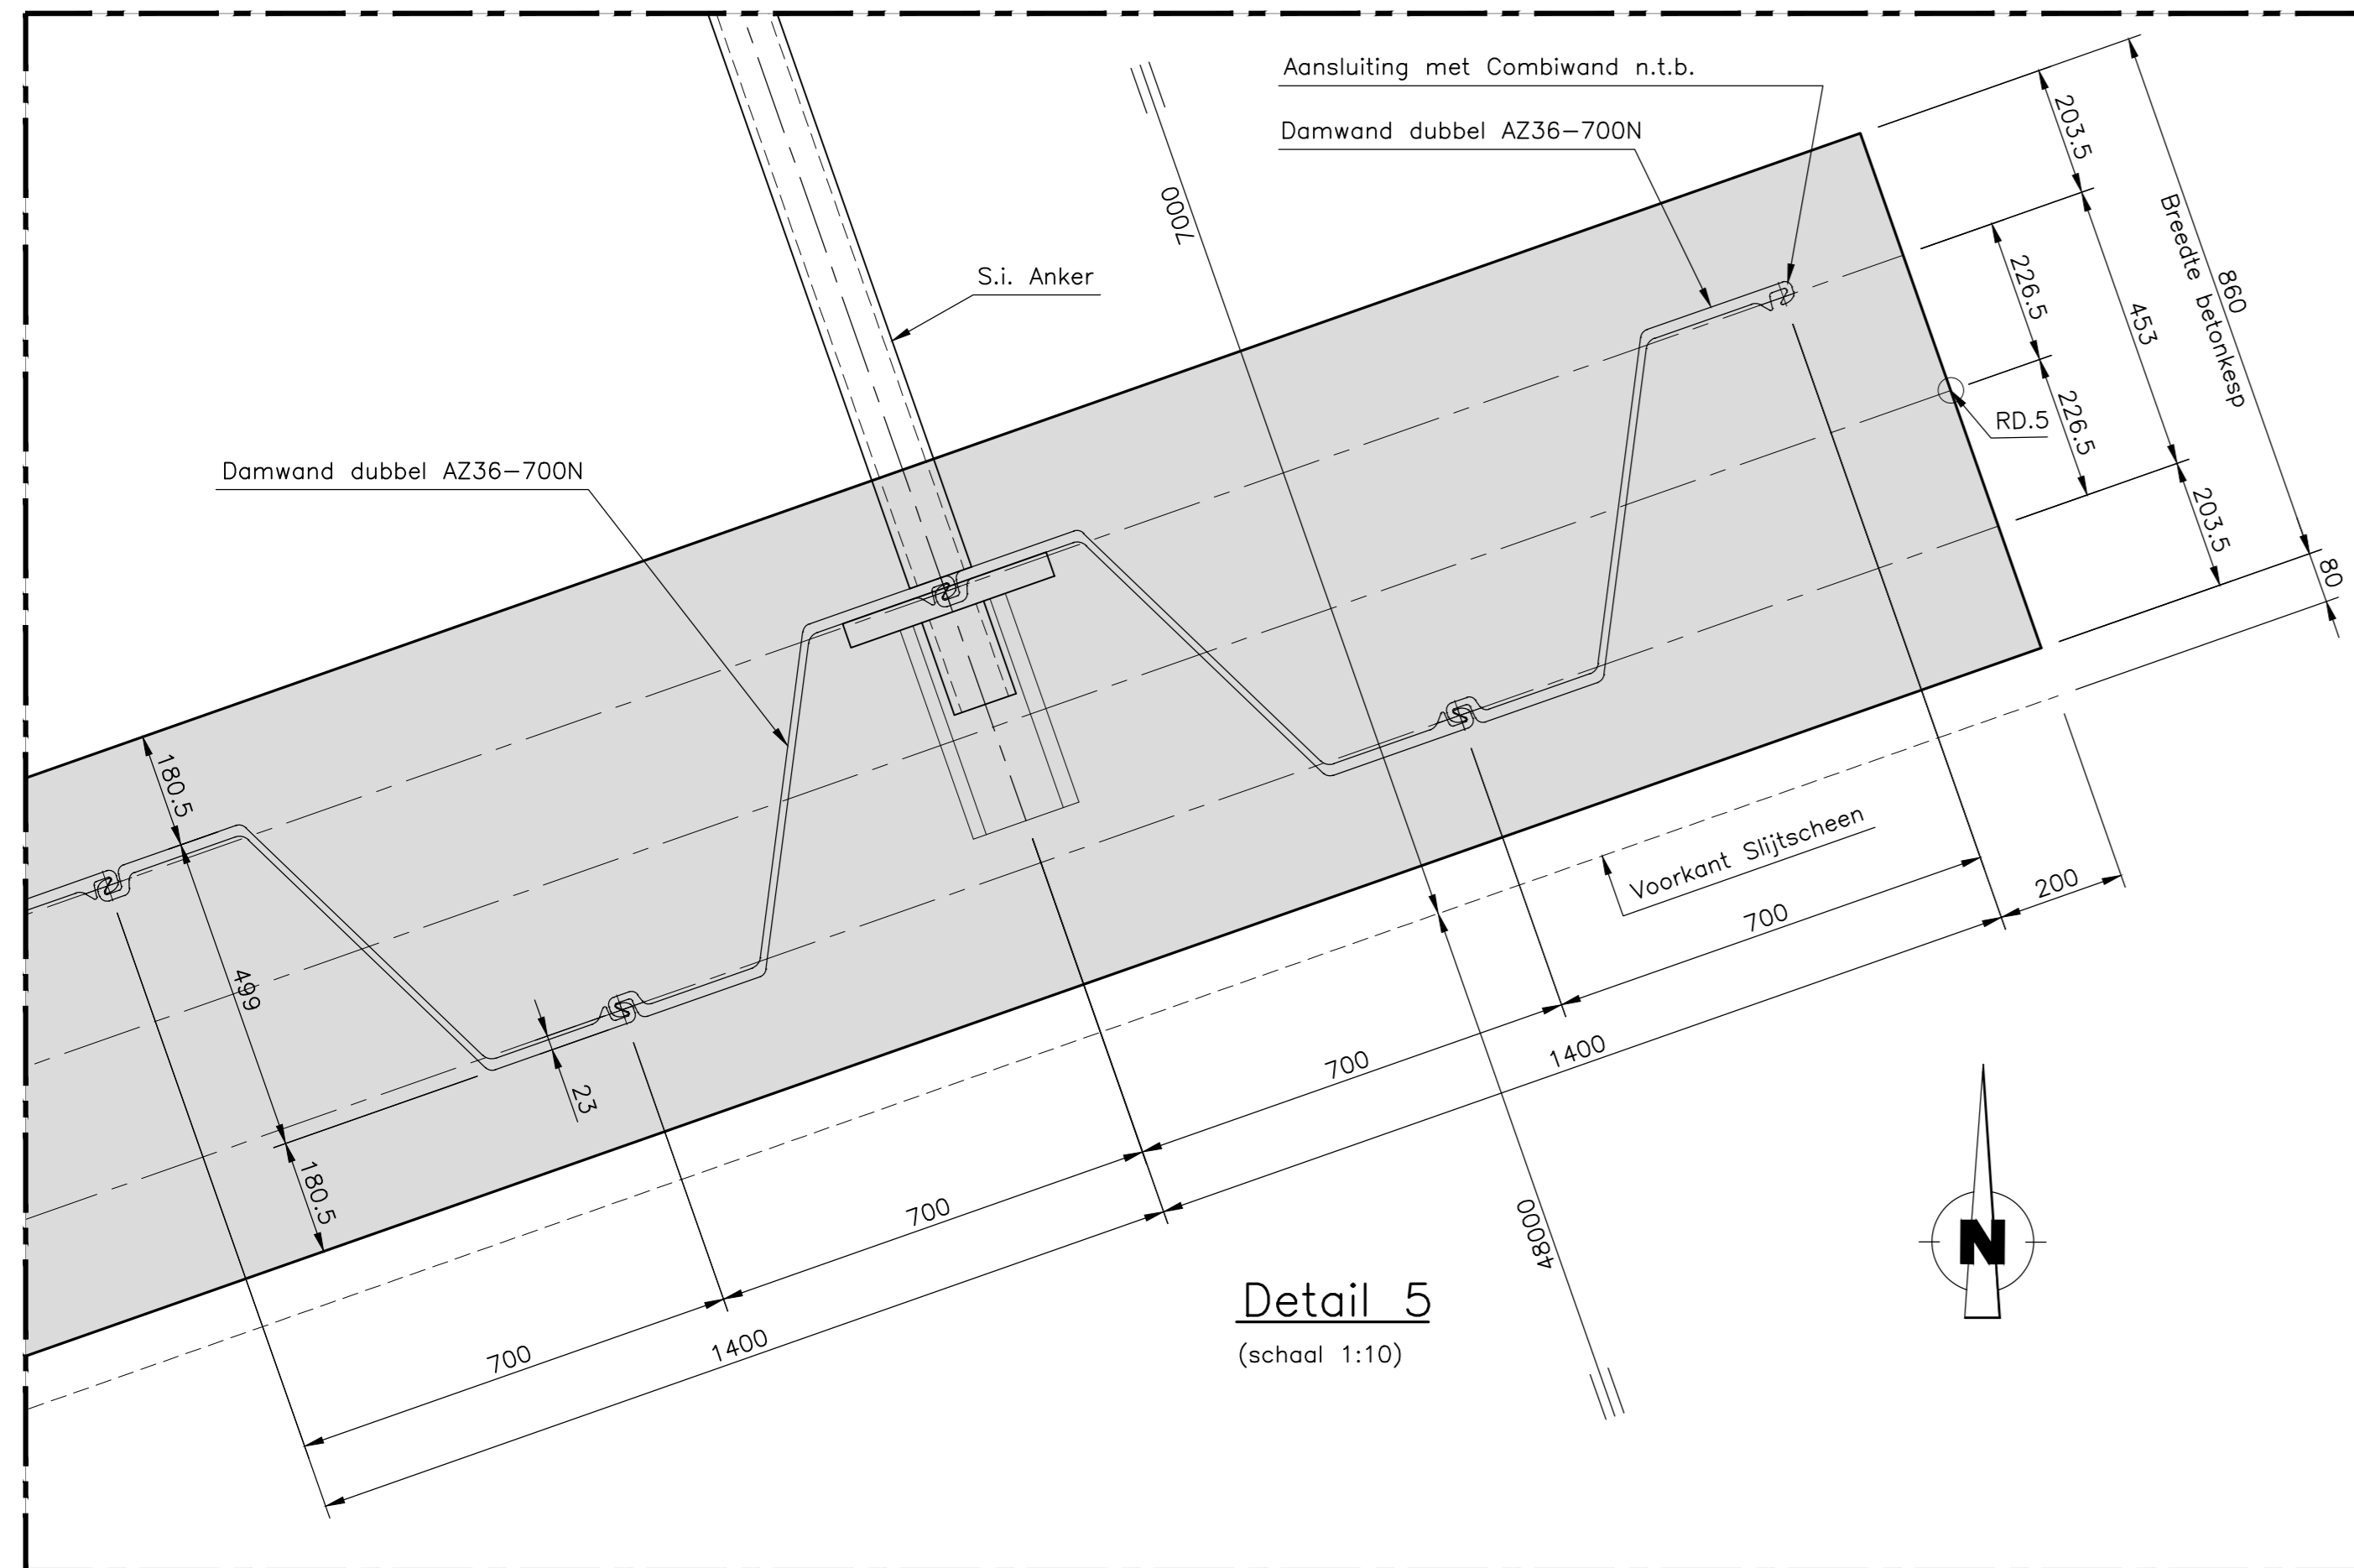 Aansluiting met Combiwand n.t.b.
Damwand dubbel AZ36-700N
S.i. Anker
Damwand dubbel AZ36-700N
7000
203.5
860
Breedte betonkesp
226.5
453
RD.5
226.5
203.5
80
180.5
499
23
180.5
Voorkant Slijtscheen
200
700
1400
700
700
1400
700
48000
Detail 5
(schaal 1:10)
N